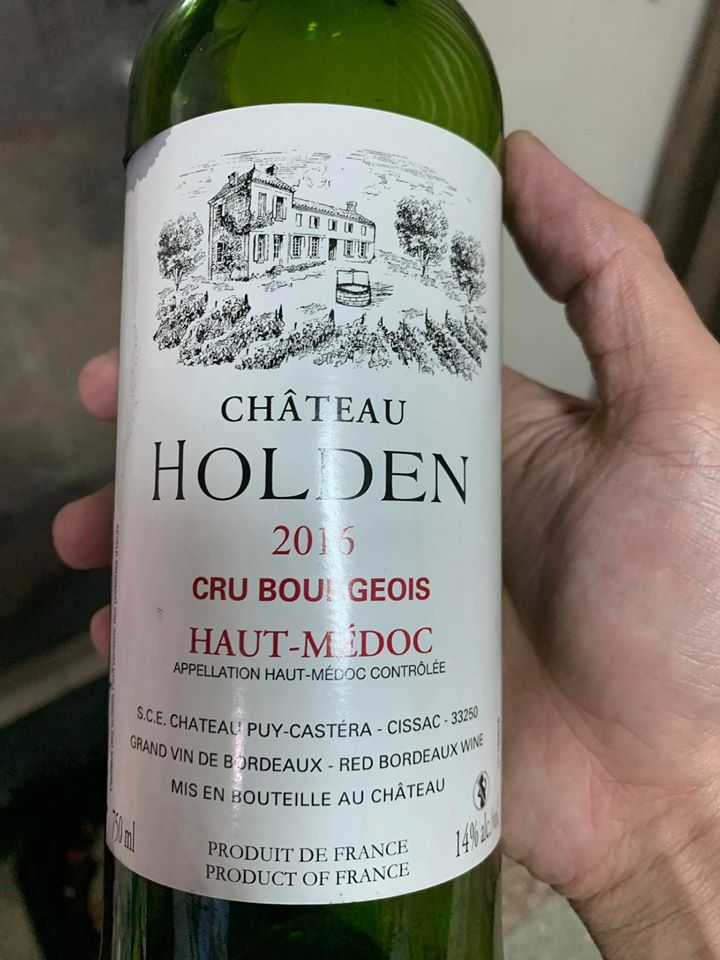 CHÂTEAU
HOLDEN
2016
CRU BOURGEOIS
HAUT-MÉDOC
APPELLATION HAUT-MÉDOC CONTRÔLÉE
S.C.E. CHATEAU PUY-CASTÉRA - CISSAC - 33250
GRAND VIN DE BORDEAUX - RED BORDEAUX WINE
MIS EN BOUTEILLE AU CHÂTEAU
750 ml
14% alc
PRODUIT DE FRANCE
PRODUCT OF FRANCE